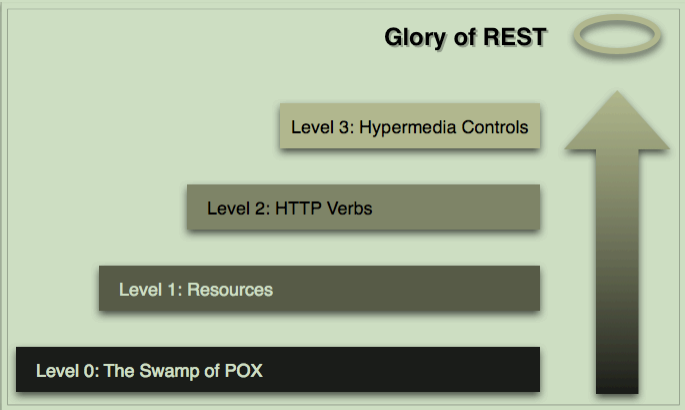 Glory of REST
Level 3: Hypermedia Controls
Level 2: HTTP Verbs
Level 1: Resources
Level 0: The Swamp of POX